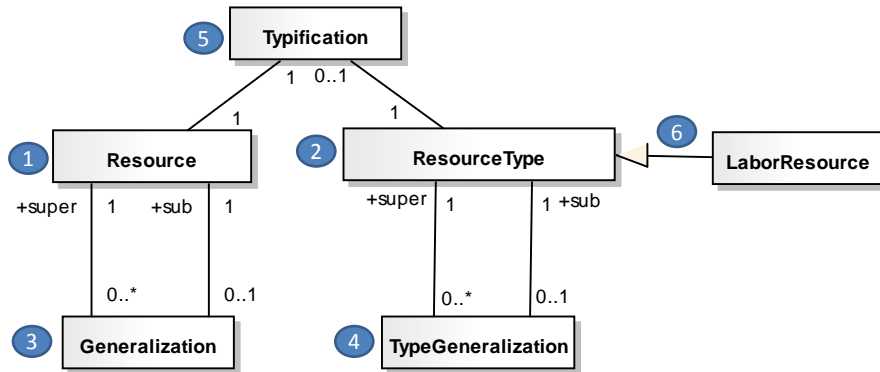 5
Typification
1
0..1
1
1
1
Resource
2
ResourceType
6
LaborResource
+super
1
+sub
1
+super
1
1
+sub
0..*
0..1
0..*
0..1
3
Generalization
4
TypeGeneralization